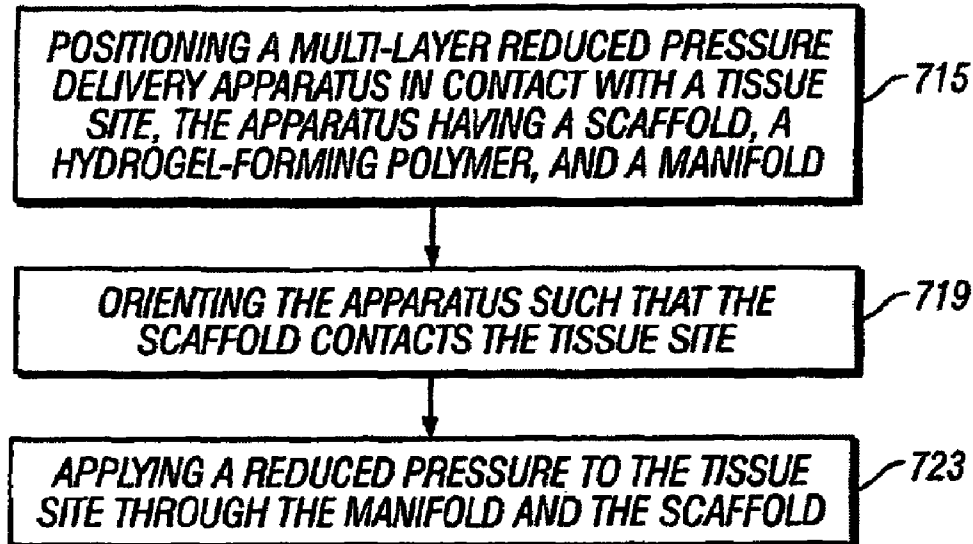 POSITIONING A MULTI-LAYER REDUCED PRESSURE
DELIVERY APPARATUS IN CONTACT WITH A TISSUE
SITE, THE APPARATUS HAVING A SCAFFOLD, A
HYDROGEL-FORMING POLYMER, AND A MANIFOLD
715
ORIENTING THE APPARATUS SUCH THAT THE
SCAFFOLD CONTACTS THE TISSUE SITE
719
APPLYING A REDUCED PRESSURE TO THE TISSUE
SITE THROUGH THE MANIFOLD AND THE SCAFFOLD
723